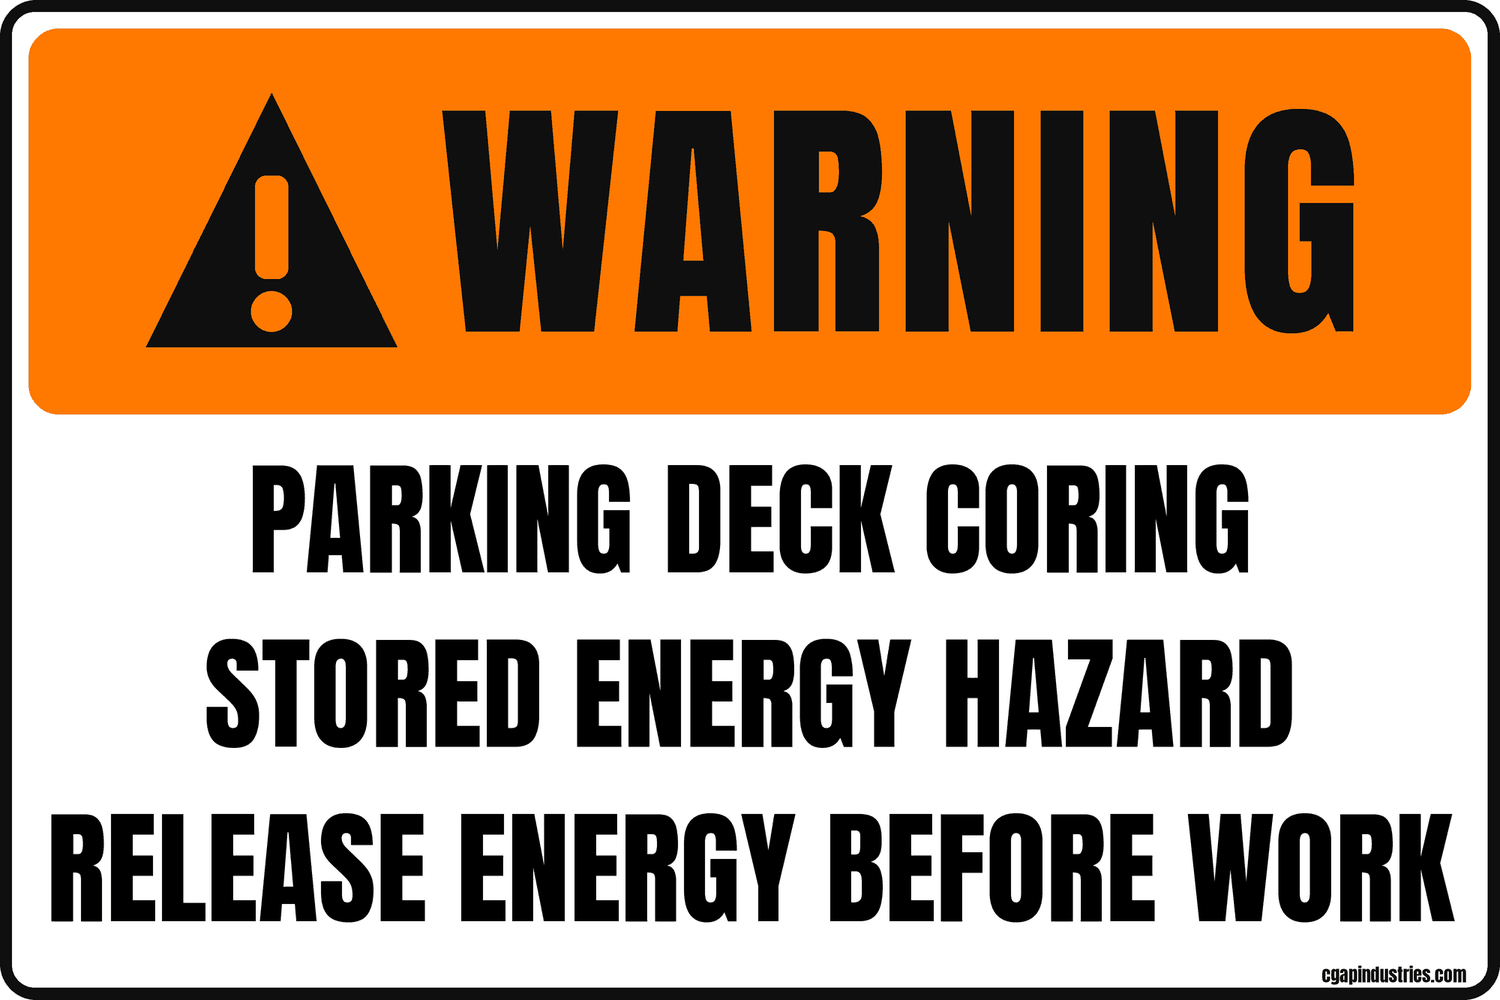 WARNING
PARKING DECK CORING
STORED ENERGY HAZARD
RELEASE ENERGY BEFORE WORK
cgapindustries.com